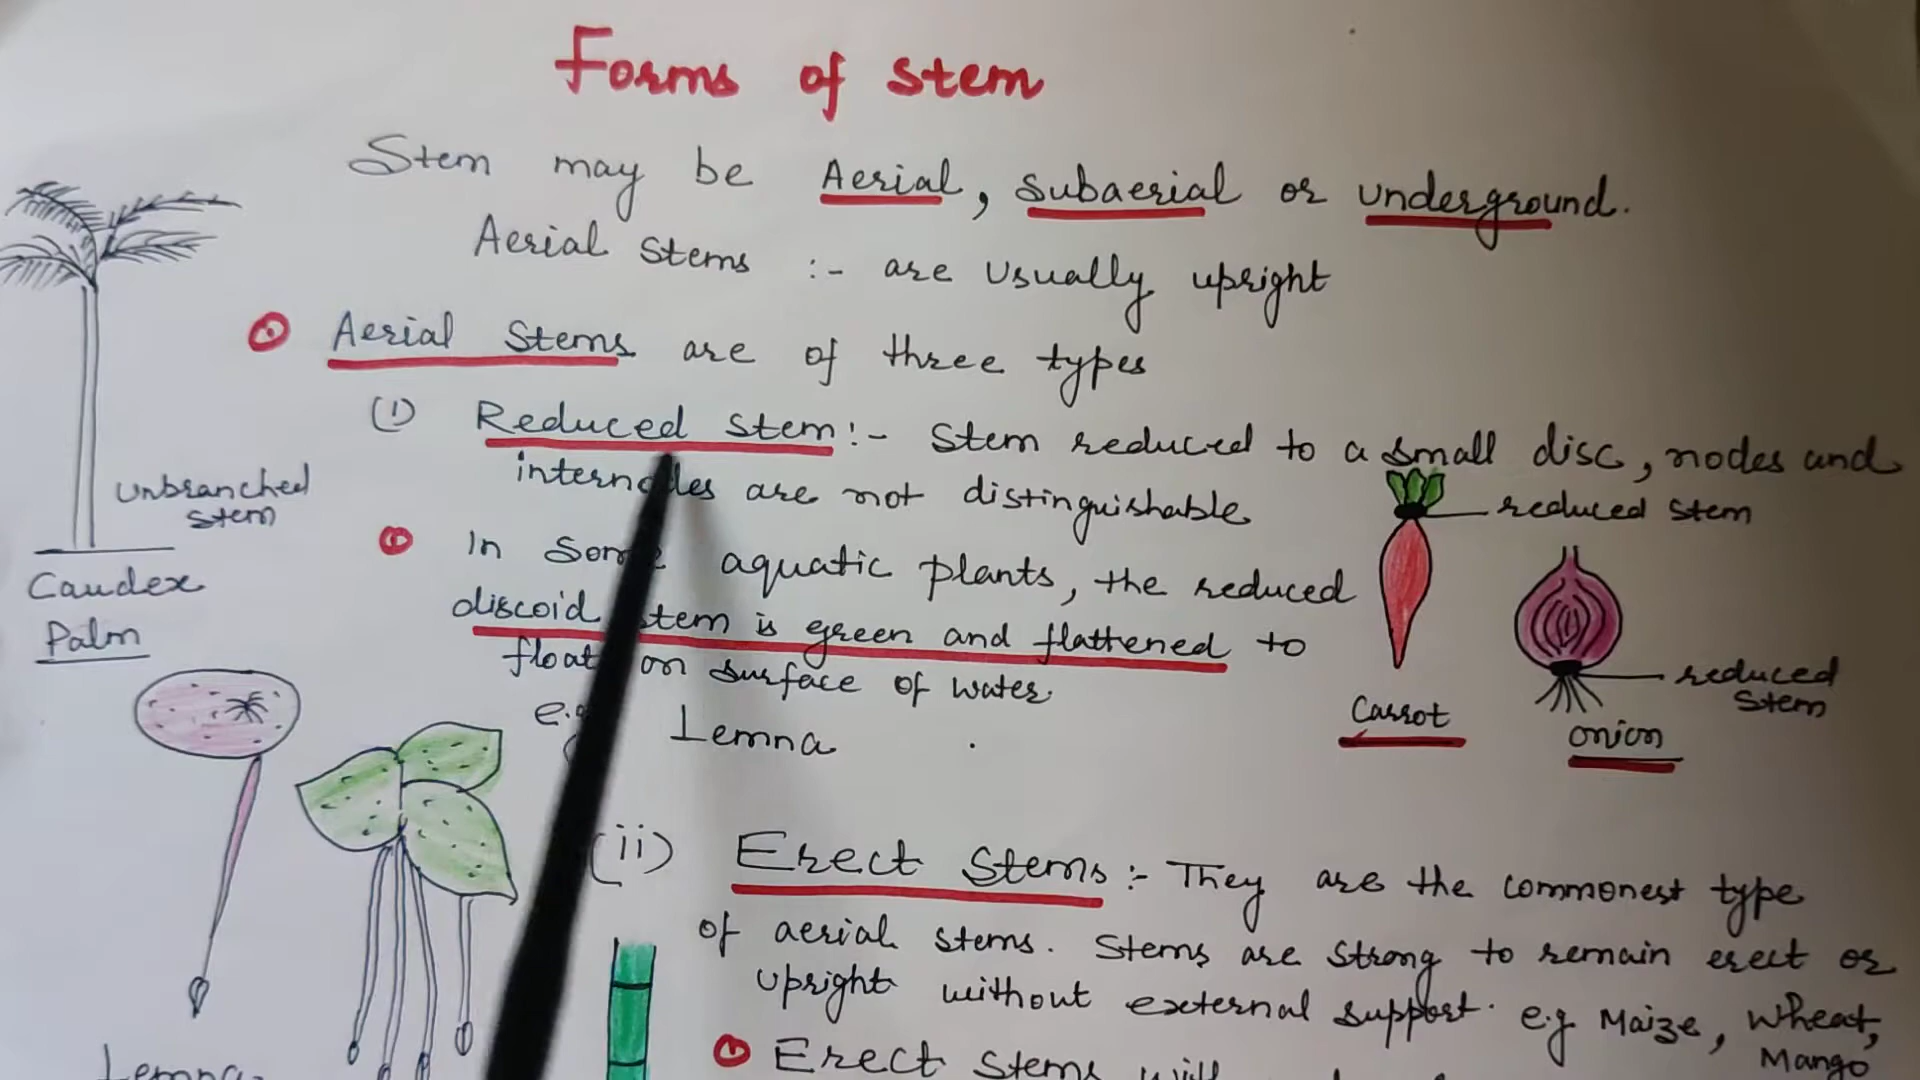 Forms of stem
Stem may be Aerial, subaerial or underground.
Aerial Stems :- are usually upright
Aerial Stems are of three types
(1) Reduced stem :- Stem reduced to a small disc, nodes and
internodes are not distinguishable
reduced stem
unbranched
stem
In some aquatic plants, the reduced
discoid stem is green and flattened to
float on surface of water.
Caudex
Palm
e.g Lemna
reduced
stem
Carrot
onion
(ii) Erect Stems :- They are the commonest type
of aerial stems. Stems are strong to remain erect or
upright without external support. e.g Maize, Wheat,
Mango
Erect stems
Lemna